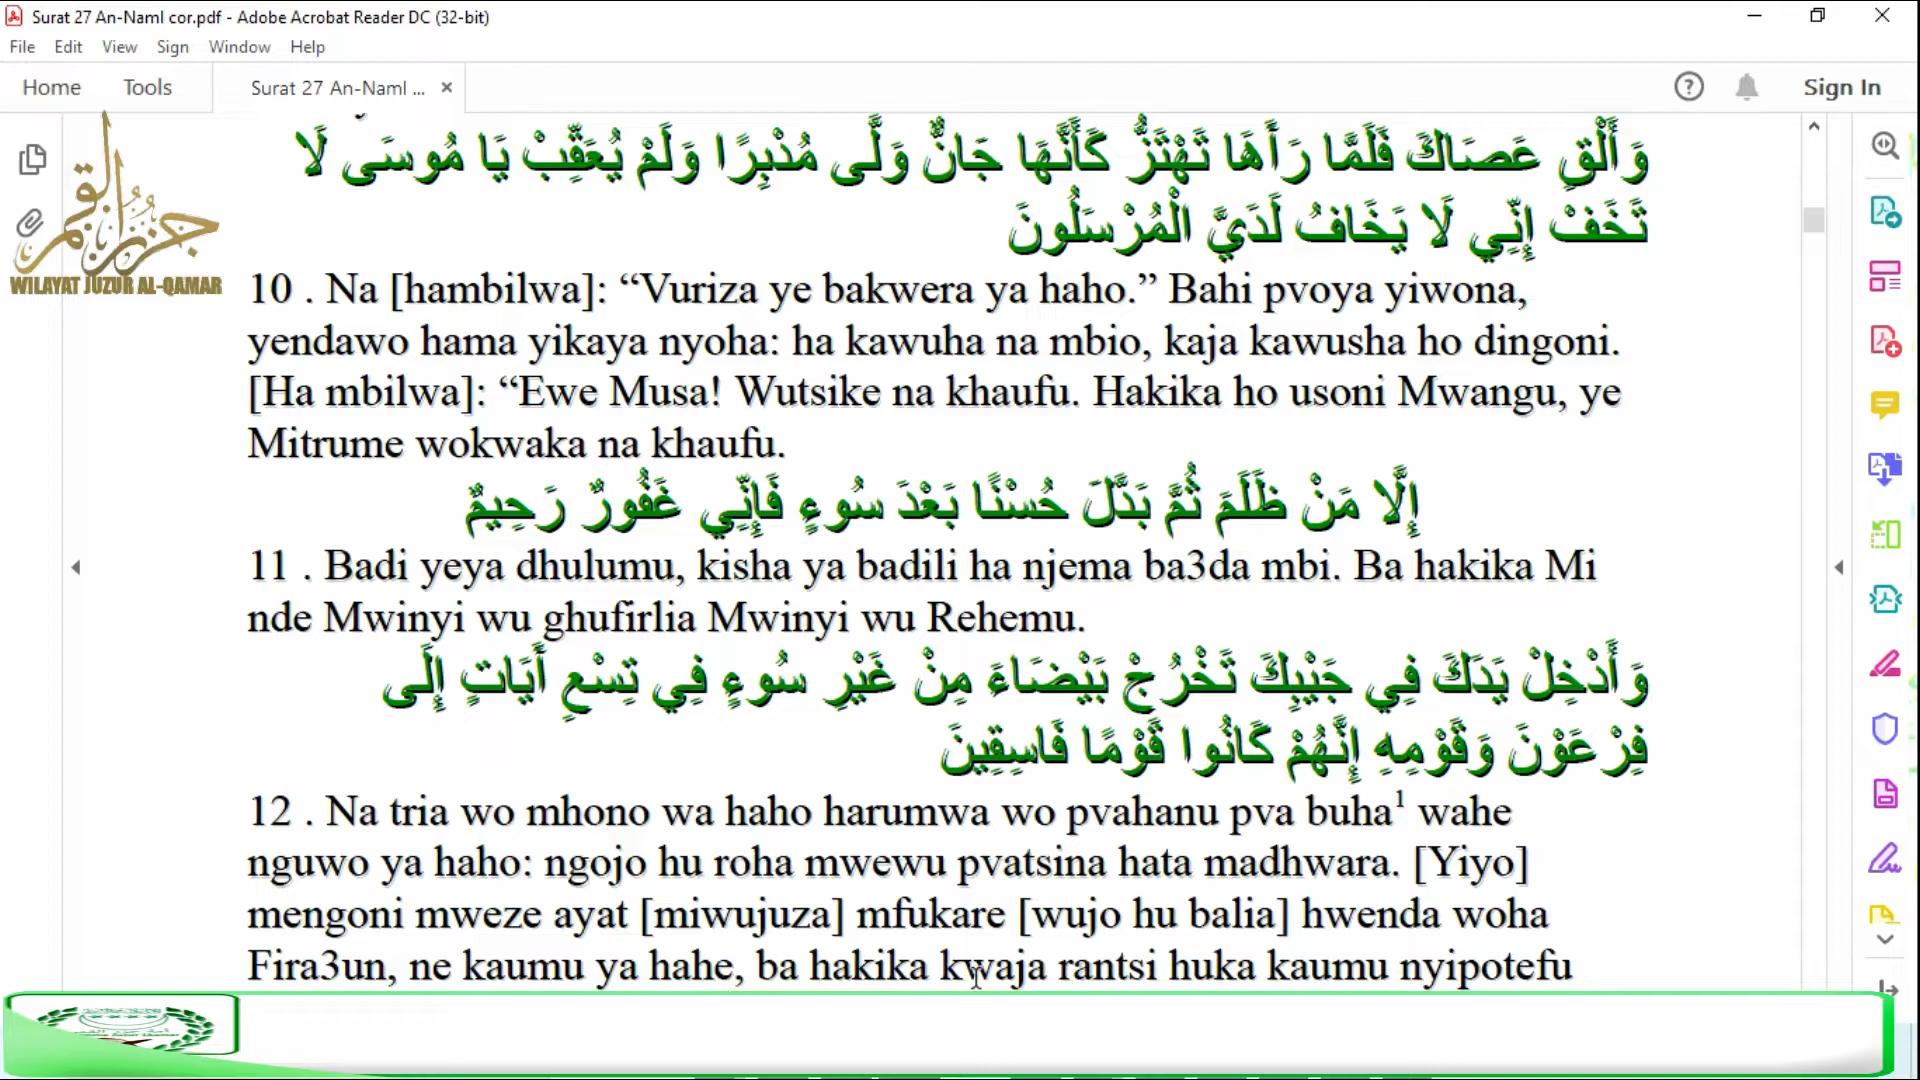 Surat 27 An-Naml cor.pdf - Adobe Acrobat Reader DC (32-bit)
File Edit View Sign Window Help
Home Tools Surat 27 An-Naml ... × Sign In
وَأَلْقِ عَصَاكَ فَلَمَّا رَأَهَا تَهْتَزُّ كَأَنَّهَا جَانٌّ وَلَّى مُدْبِرًا وَلَمْ يُعَقِّبْ يَا مُوسَى لَا
تَخَفْ إِنِّي لَا يَخَافُ لَدَيَّ الْمُرْسَلُونَ
WILAYAT JUZUR AL-QAMAR
10 . Na [hambilwa]: “Vuriza ye bakwera ya haho.” Bahi pvoya yiwona,
yendawo hama yikaya nyoha: ha kawuha na mbio, kaja kawusha ho dingoni.
[Ha mbilwa]: “Ewe Musa! Wutsike na khaufu. Hakika ho usoni Mwangu, ye
Mitrume wokwaka na khaufu.
إِلَّا مَنْ ظَلَمَ ثُمَّ بَدَّلَ حُسْنًا بَعْدَ سُوءٍ فَإِنِّي غَفُورٌ رَحِيمٌ
11 . Badi yeya dhulumu, kisha ya badili ha njema ba3da mbi. Ba hakika Mi
nde Mwinyi wu ghufirlia Mwinyi wu Rehemu.
وَأَدْخِلْ يَدَكَ فِي جَيْبِكَ تَخْرُجْ بَيْضَاءَ مِنْ غَيْرِ سُوءٍ فِي تِسْعِ أَيَاتٍ إِلَى
فِرْعَوْنَ وَقَوْمِهِ إِنَّهُمْ كَانُوا قَوْمًا فَاسِقِينَ
12 . Na tria wo mhono wa haho harumwa wo pvahanu pva buha¹ wahe
nguwo ya haho: ngojo hu roha mwewu pvatsina hata madhwara. [Yiyo]
mengoni mweze ayat [miwujuza] mfukare [wujo hu balia] hwenda woha
Fira3un, ne kaumu ya hahe, ba hakika kwaja rantsi huka kaumu nyipotefu